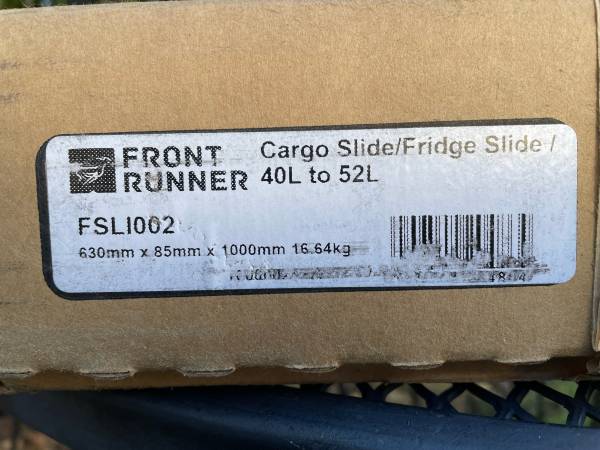 FRONT
RUNNER
Cargo Slide/Fridge Slide /
40L to 52L
FSLI002
630mm x 85mm x 1000mm 16.64kg